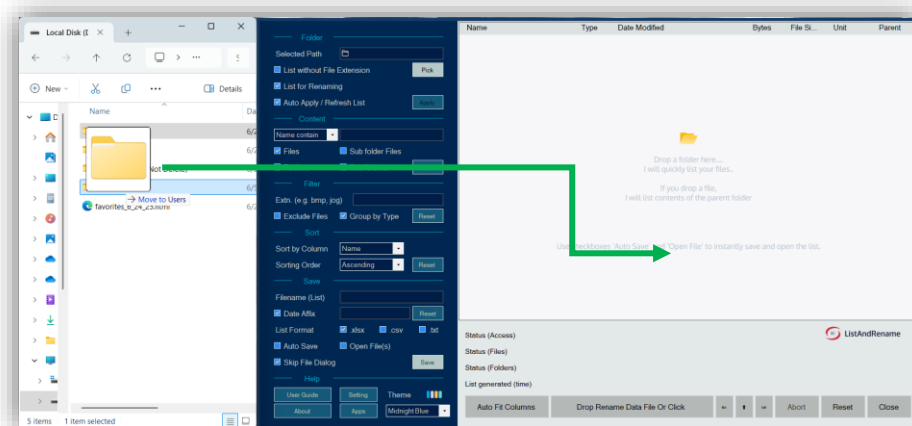 Local Disk (I
New
Details
Name
Da
6/2
6/2
Not Delete)
6/2
6/5
Move to Users
favorites_6_24_23.html
6/2
5 items
1 item selected
Folder
Selected Path
List without File Extension
Pick
List for Renaming
Auto Apply / Refresh List
Apply
Content
Name contain
Files
Sub folder Files
Filter
Extn. (e.g. bmp, jog)
Exclude Files
Group by Type
Reset
Sort
Sort by Column
Name
Sorting Order
Ascending
Reset
Save
Filename (List)
Date Affix
Reset
List Format
.xlsx
.csv
.txt
Auto Save
Open File(s)
Skip File Dialog
Save
Help
User Guide
Setting
Theme
About
Apps
Midnight Blue
Name
Type
Date Modified
Bytes
File Si...
Unit
Parent
Drop a folder here....
I will quickly list your files.
If you drop a file,
I will list contents of the parent folder
checkboxes 'Auto Save' and 'Open File' to instantly save and open the list.
Status (Access)
ListAndRename
Status (Files)
Status (Folders)
List generated (time)
Auto Fit Columns
Drop Rename Data File Or Click
Abort
Reset
Close